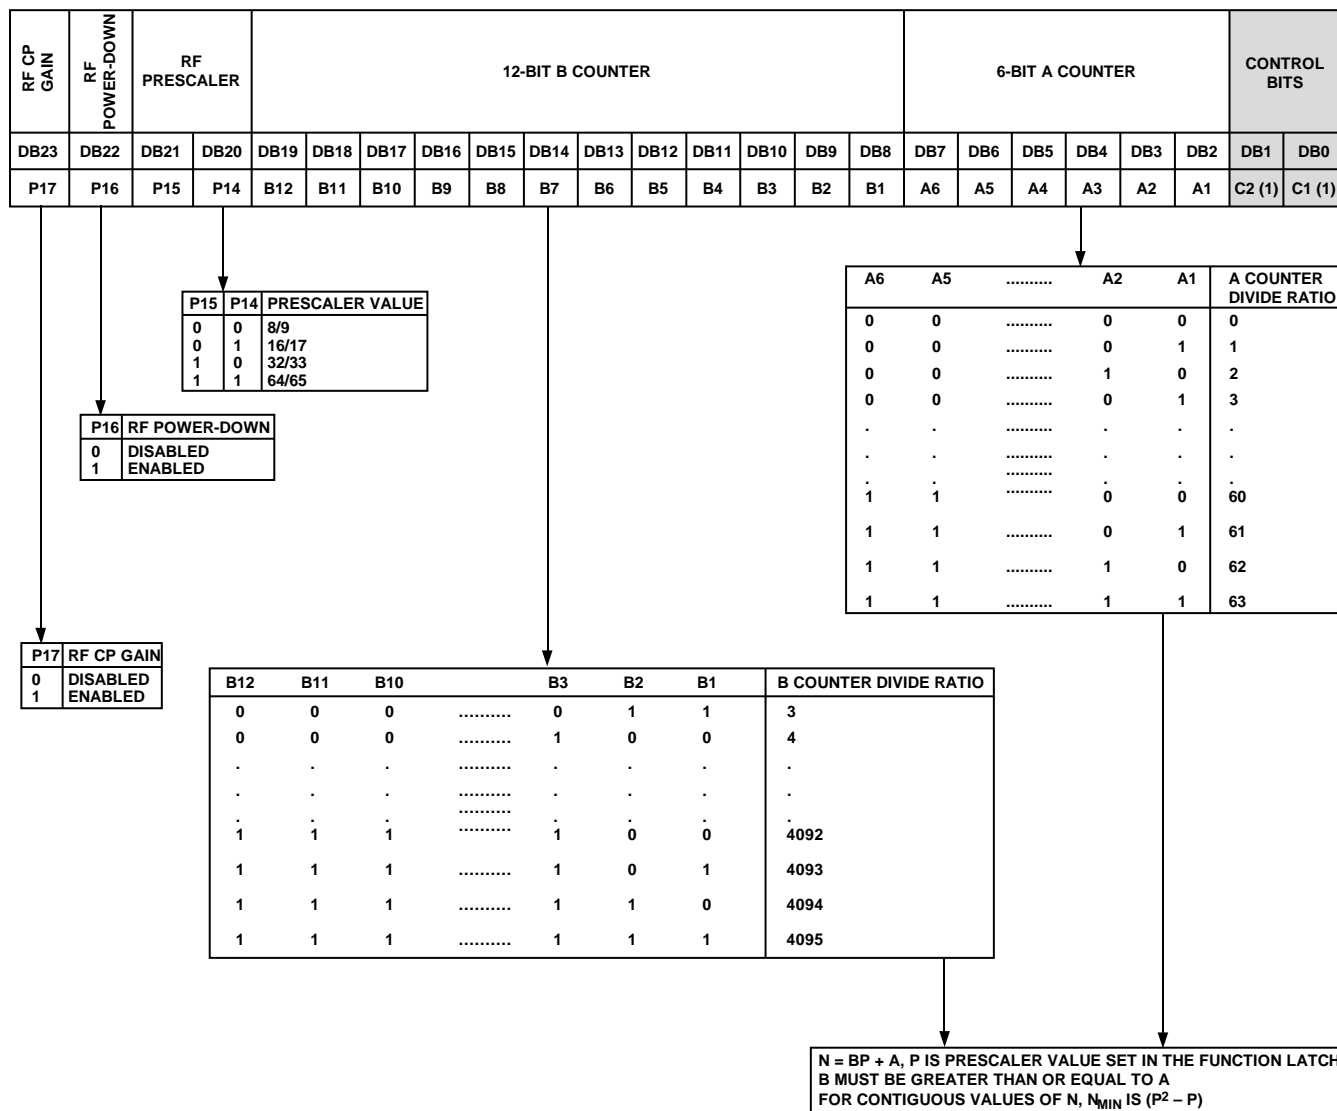 RF CP GAIN RF POWER-DOWN RF PRESCALER 12-BIT B COUNTER 6-BIT A COUNTER CONTROL BITS
DB23 DB22 DB21 DB20 DB19 DB18 DB17 DB16 DB15 DB14 DB13 DB12 DB11 DB10 DB9 DB8 DB7 DB6 DB5 DB4 DB3 DB2 DB1 DB0
P17 P16 P15 P14 B12 B11 B10 B9 B8 B7 B6 B5 B4 B3 B2 B1 A6 A5 A4 A3 A2 A1 C2 (1) C1 (1)
A6 A5 .......... A2 A1 A COUNTER DIVIDE RATIO
0 0 .......... 0 0 0
0 0 .......... 0 1 1
0 0 .......... 1 0 2
0 0 .......... 0 1 3
. . .......... . . .
. . .......... . . .
. . .......... . . .
1 1 .......... 0 0 60
1 1 .......... 0 1 61
1 1 .......... 1 0 62
1 1 .......... 1 1 63
P15 P14 PRESCALER VALUE
0 0 8/9
0 1 16/17
1 0 32/33
1 1 64/65
P16 RF POWER-DOWN
0 DISABLED
1 ENABLED
P17 RF CP GAIN
0 DISABLED
1 ENABLED
B12 B11 B10 B3 B2 B1 B COUNTER DIVIDE RATIO
0 0 0 .......... 0 1 1 3
0 0 0 .......... 1 0 0 4
. . . .......... . . . .
. . . .......... . . . .
. . . .......... . . . .
1 1 1 .......... 1 0 0 4092
1 1 1 .......... 1 0 1 4093
1 1 1 .......... 1 1 0 4094
1 1 1 .......... 1 1 1 4095
N = BP + A, P IS PRESCALER VALUE SET IN THE FUNCTION LATCH
B MUST BE GREATER THAN OR EQUAL TO A
FOR CONTIGUOUS VALUES OF N, NMIN IS (P² – P)